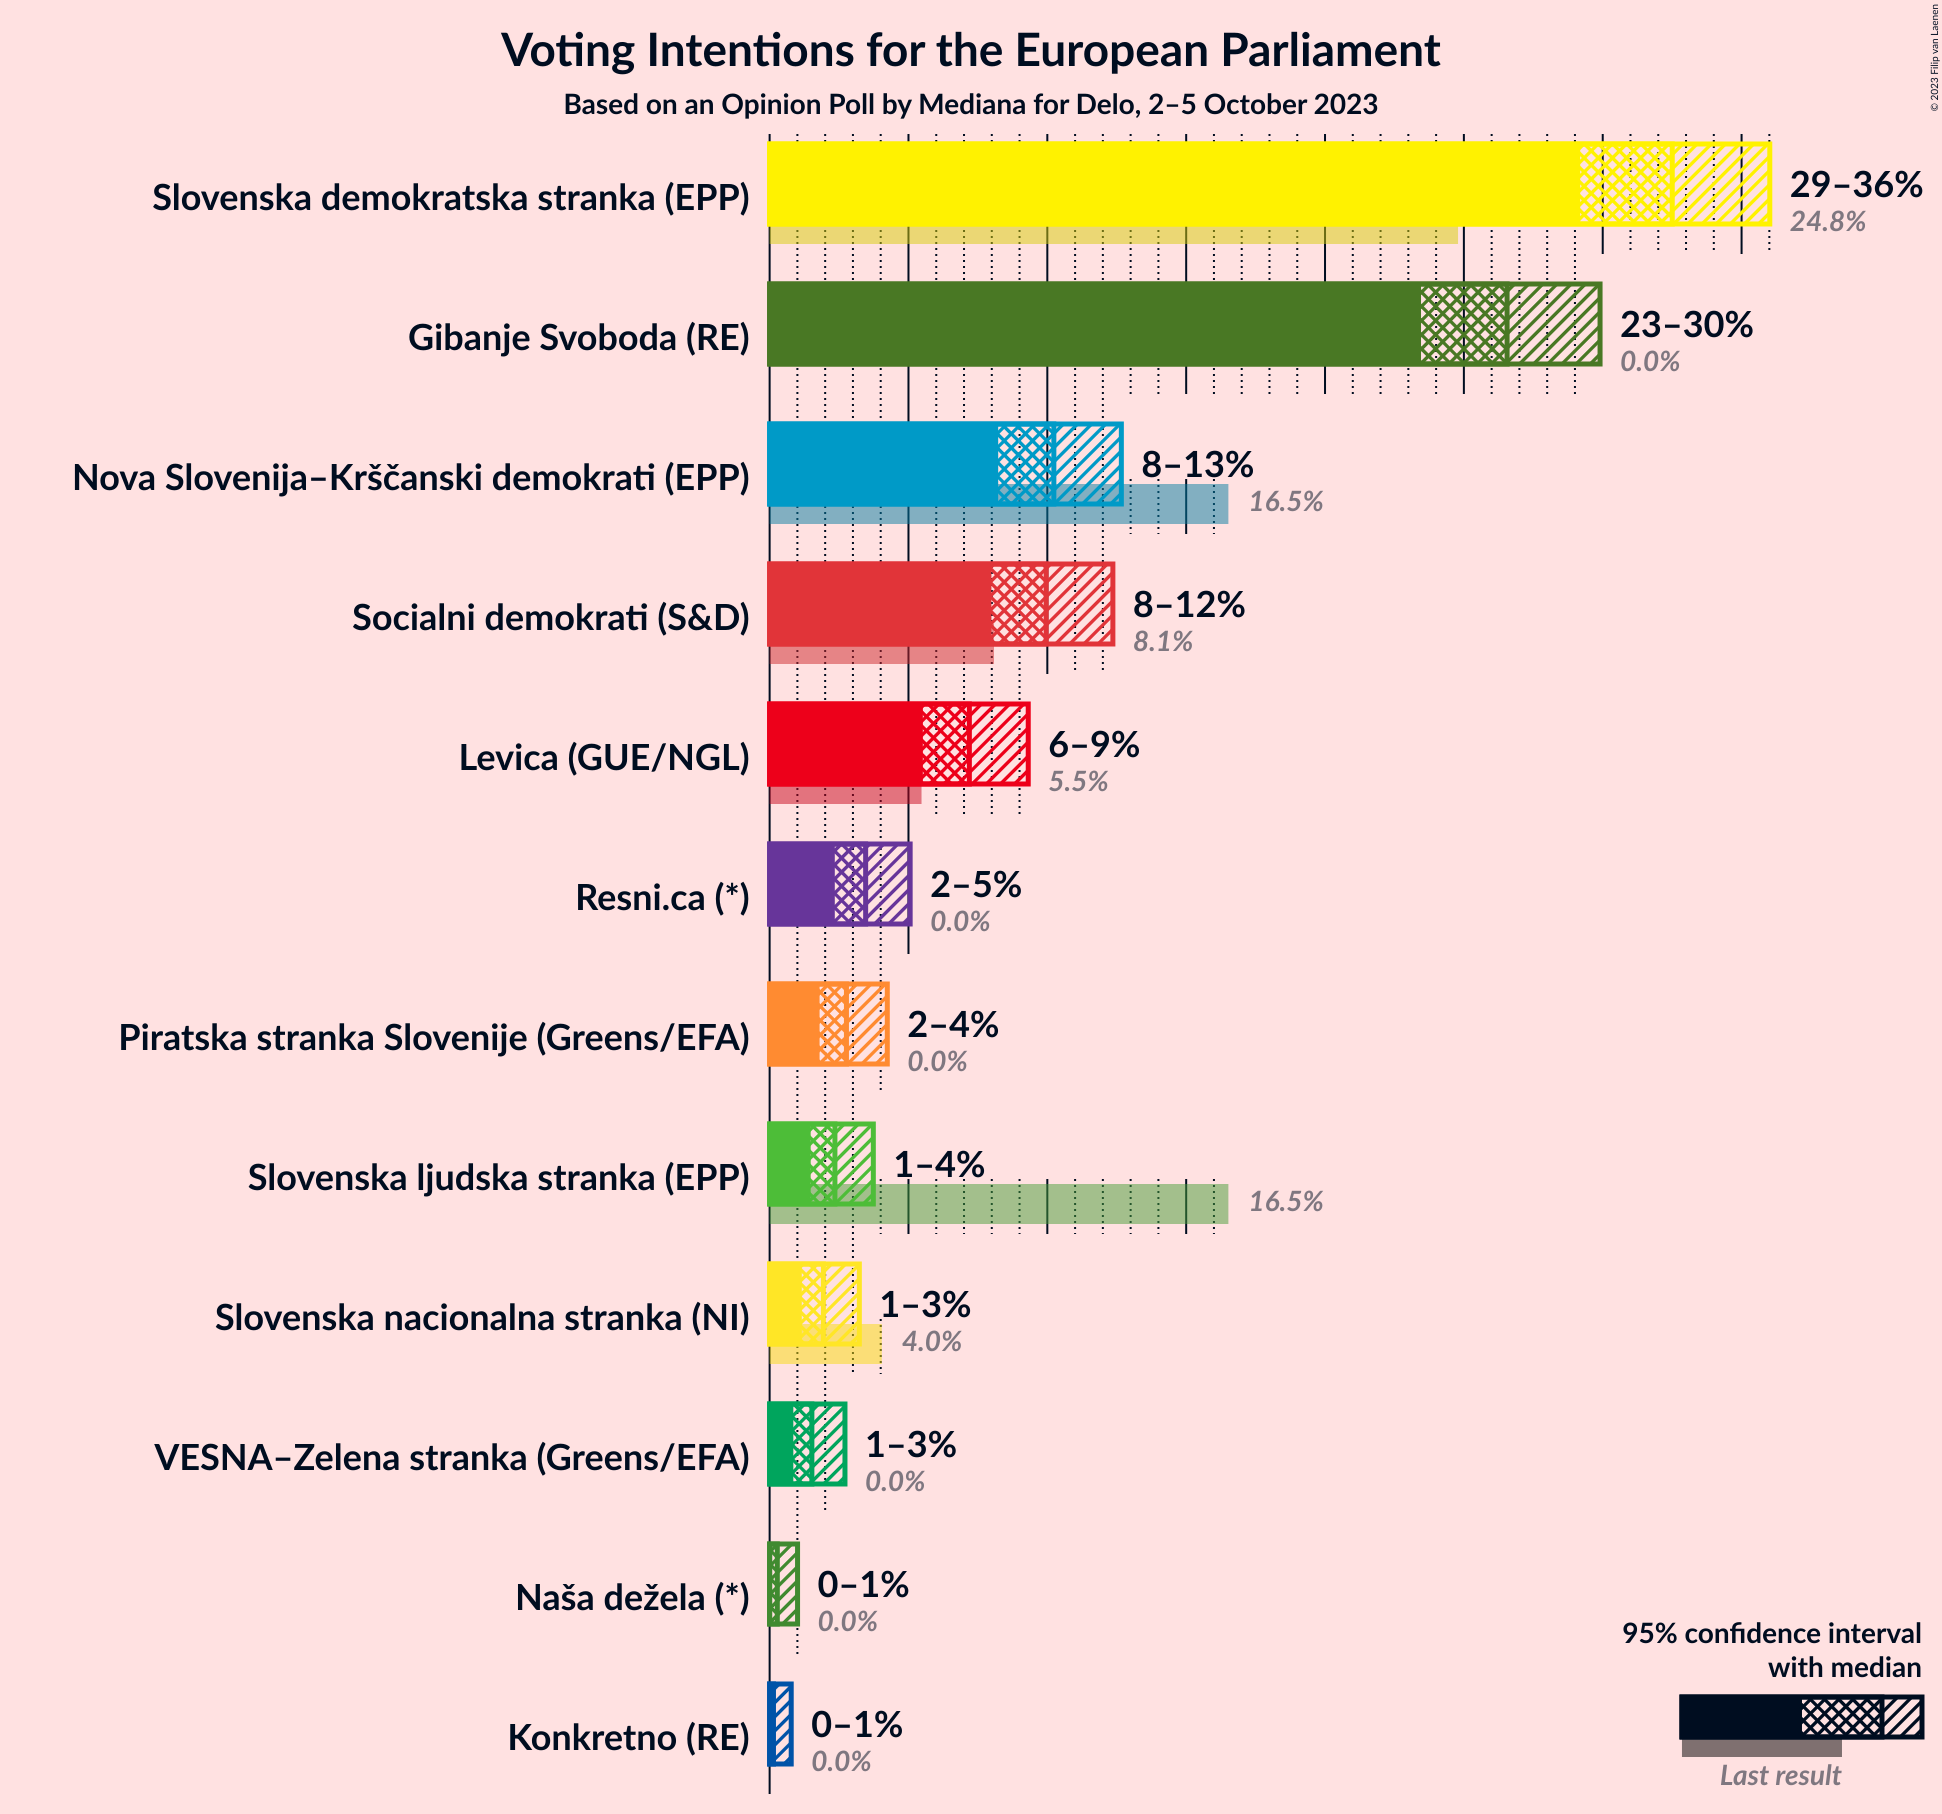 Voting Intentions for the European Parliament
Based on an Opinion Poll by Mediana for Delo, 2–5 October 2023
© 2023 Filip van Laenen
Slovenska demokratska stranka (EPP)
29–36%
24.8%
Gibanje Svoboda (RE)
23–30%
0.0%
Nova Slovenija–Krščanski demokrati (EPP)
8–13%
16.5%
Socialni demokrati (S&D)
8–12%
8.1%
Levica (GUE/NGL)
6–9%
5.5%
Resni.ca (*)
2–5%
0.0%
Piratska stranka Slovenije (Greens/EFA)
2–4%
0.0%
Slovenska ljudska stranka (EPP)
1–4%
16.5%
Slovenska nacionalna stranka (NI)
1–3%
4.0%
VESNA–Zelena stranka (Greens/EFA)
1–3%
0.0%
Naša dežela (*)
0–1%
0.0%
Konkretno (RE)
0–1%
0.0%
95% confidence interval
with median
Last result